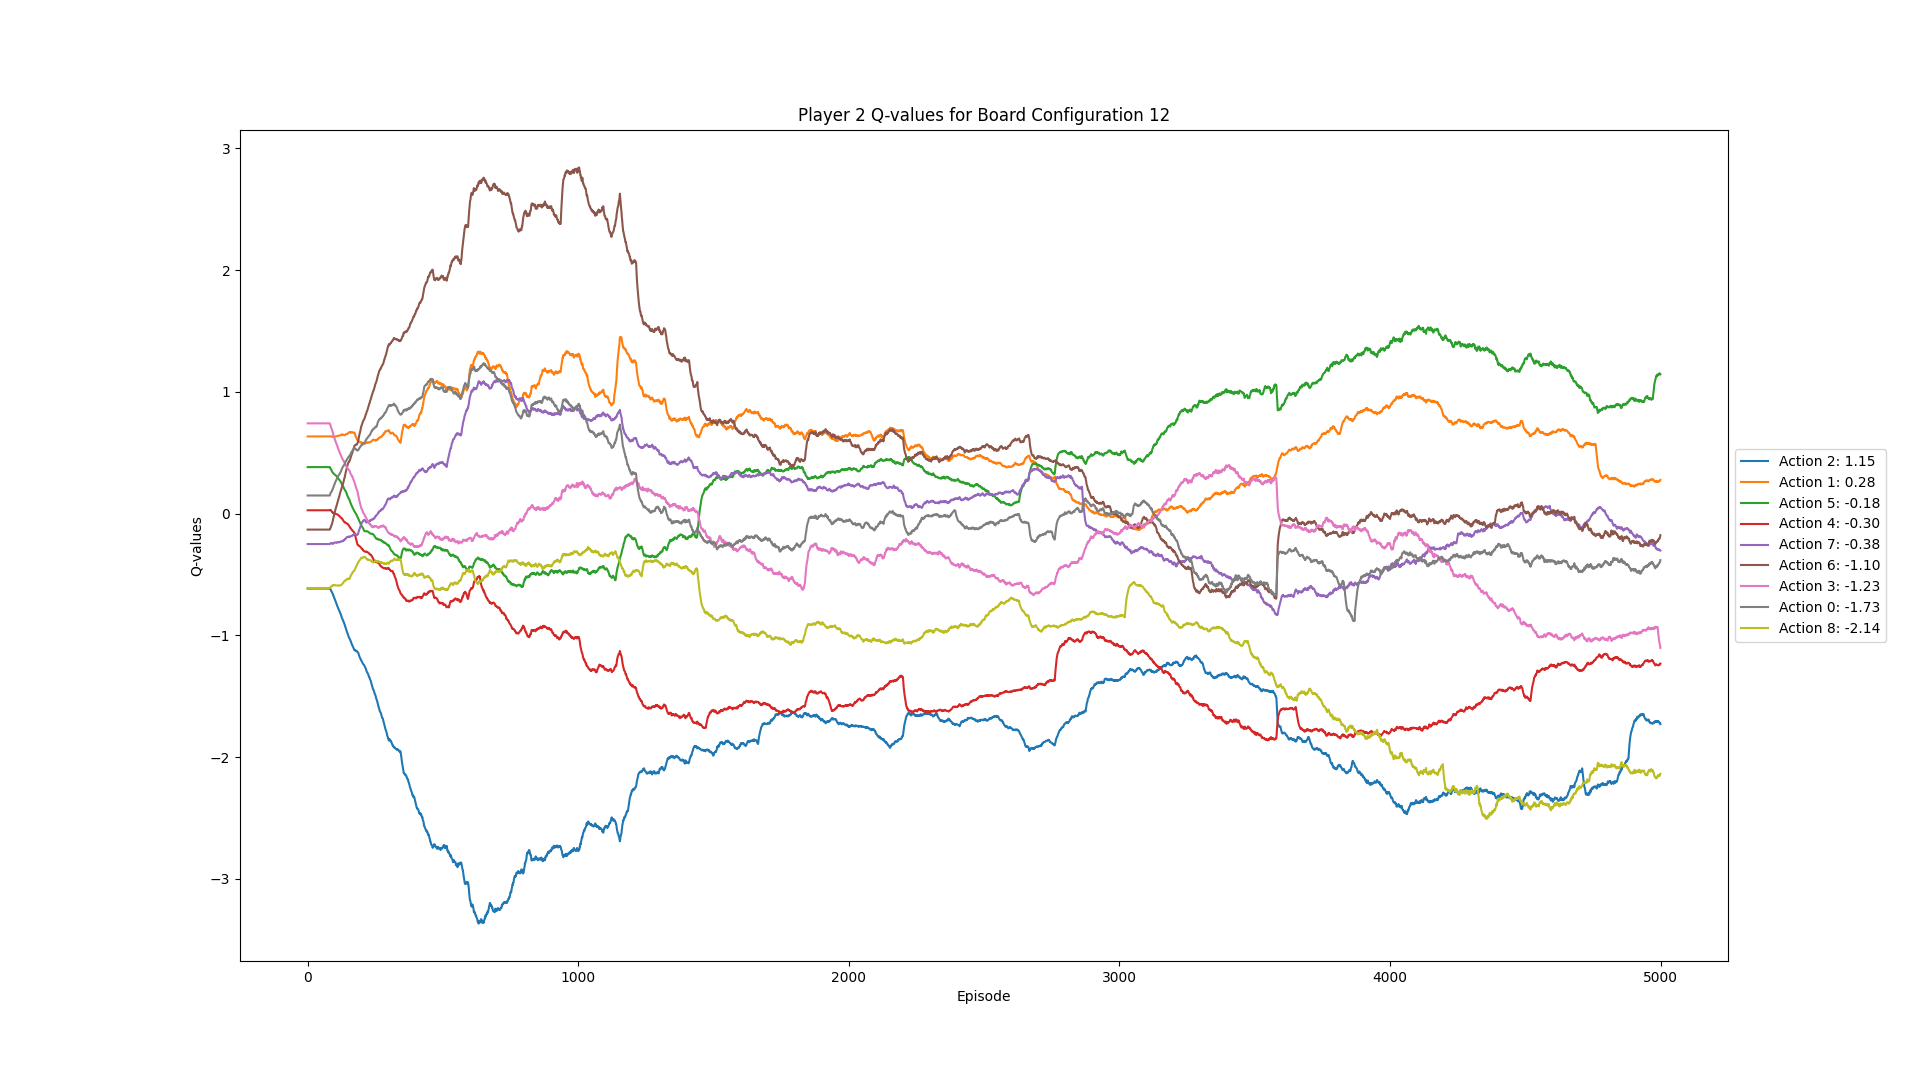 Player 2 Q-values for Board Configuration 12
3
2
1
0
−1
−2
−3
Q-values
0
1000
2000
3000
4000
5000
Episode
Action 2: 1.15
Action 1: 0.28
Action 5: -0.18
Action 4: -0.30
Action 7: -0.38
Action 6: -1.10
Action 3: -1.23
Action 0: -1.73
Action 8: -2.14